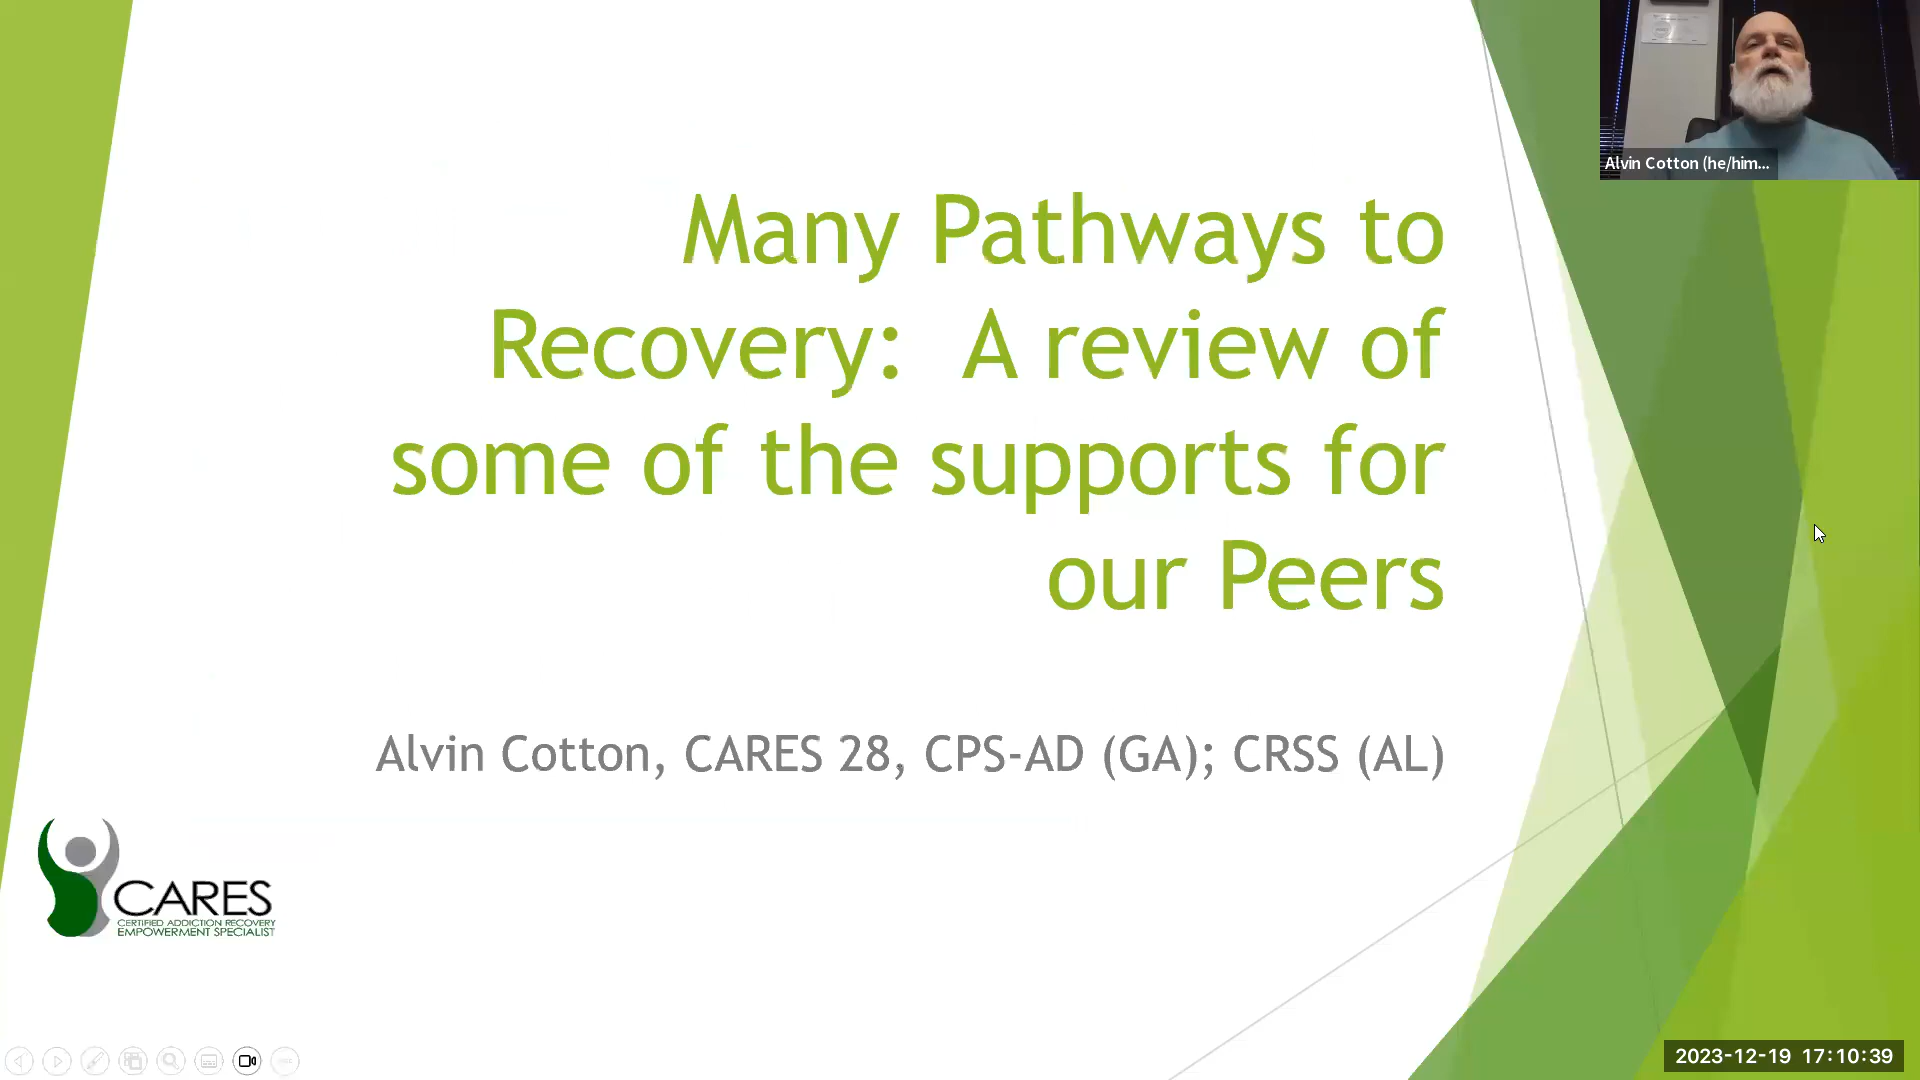 Many Pathways to
Recovery:  A review of
some of the supports for
our Peers
Alvin Cotton, CARES 28, CPS-AD (GA); CRSS (AL)
CARES
CERTIFIED ADDICTION RECOVERY
EMPOWERMENT SPECIALIST
Alvin Cotton (he/him...
2023-12-19 17:10:39